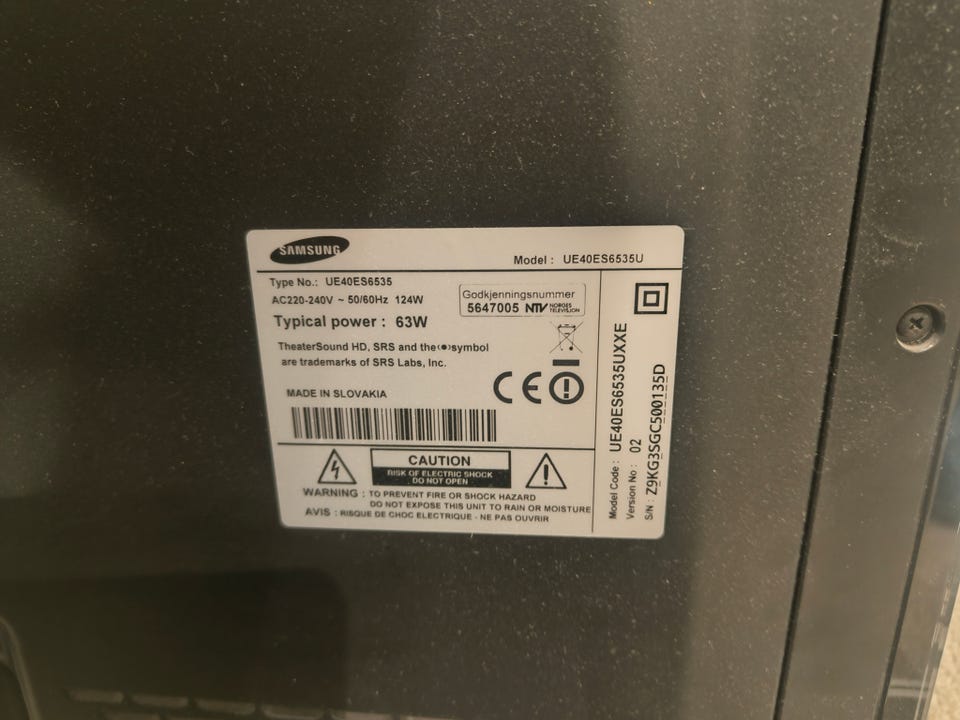 SAMSUNG
Model : UE40ES6535U
Type No.: UE40ES6535
AC220-240V ~ 50/60Hz 124W
Typical power : 63W
Godkjenningsnummer
5647005 NTV NORGES TELEVISJON
TheaterSound HD, SRS and the symbol
are trademarks of SRS Labs, Inc.
MADE IN SLOVAKIA
CE
CAUTION
RISK OF ELECTRIC SHOCK
DO NOT OPEN
WARNING : TO PREVENT FIRE OR SHOCK HAZARD
DO NOT EXPOSE THIS UNIT TO RAIN OR MOISTURE
AVIS : RISQUE DE CHOC ELECTRIQUE - NE PAS OUVRIR
Model Code : UE40ES6535UXXE
Version No : 02
S/N : Z9KG3SGC500135D